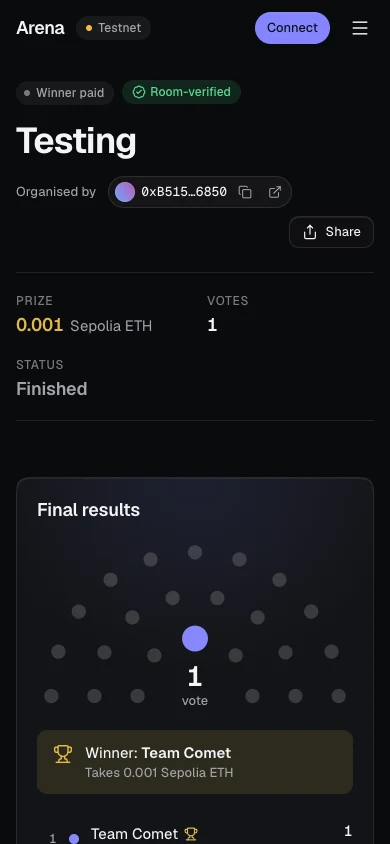 Arena
Testnet
Connect
Winner paid
Room-verified
Testing
Organised by
0xB515…6850
Share
PRIZE
0.001 Sepolia ETH
VOTES
1
STATUS
Finished
Final results
1
vote
Winner: Team Comet
Takes 0.001 Sepolia ETH
1 Team Comet 1